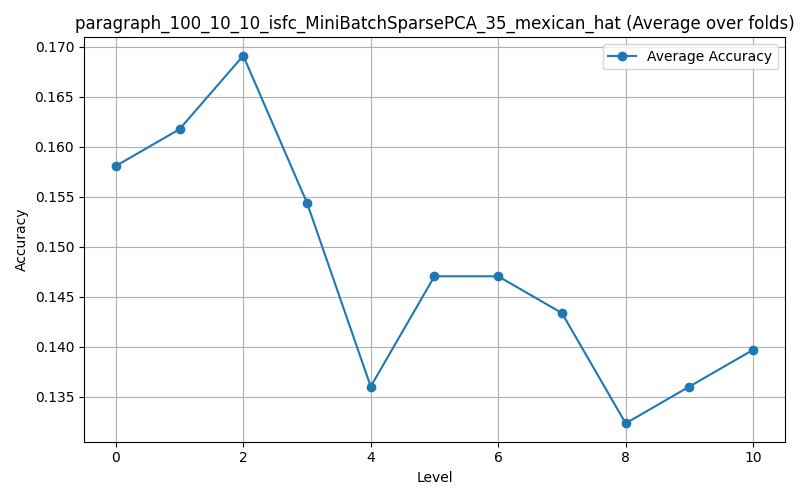 paragraph_100_10_10_isfc_MiniBatchSparsePCA_35_mexican_hat (Average over folds)
Average Accuracy
Accuracy
0.170
0.165
0.160
0.155
0.150
0.145
0.140
0.135
0 2 4 6 8 10
Level